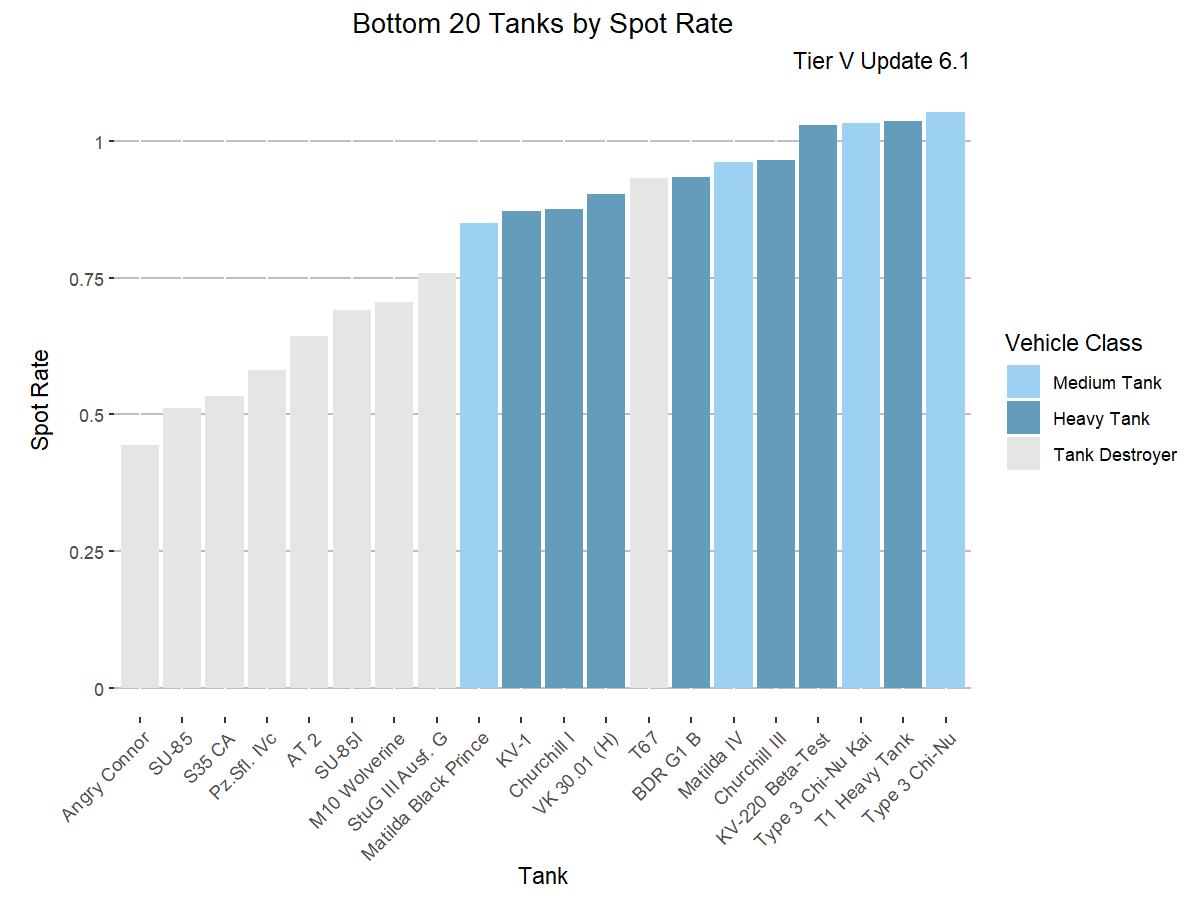 Bottom 20 Tanks by Spot Rate
Tier V Update 6.1
1
0.75
0.5
0.25
0
Spot Rate
Angry Connor
SU-85
S35 CA
Pz.Sfl. IVc
AT 2
SU-85I
M10 Wolverine
StuG III Ausf. G
Matilda Black Prince
KV-1
Churchill I
VK 30.01 (H)
T67
BDR G1 B
Matilda IV
Churchill III
KV-220 Beta-Test
Type 3 Chi-Nu Kai
T1 Heavy Tank
Type 3 Chi-Nu
Tank
Vehicle Class
Medium Tank
Heavy Tank
Tank Destroyer